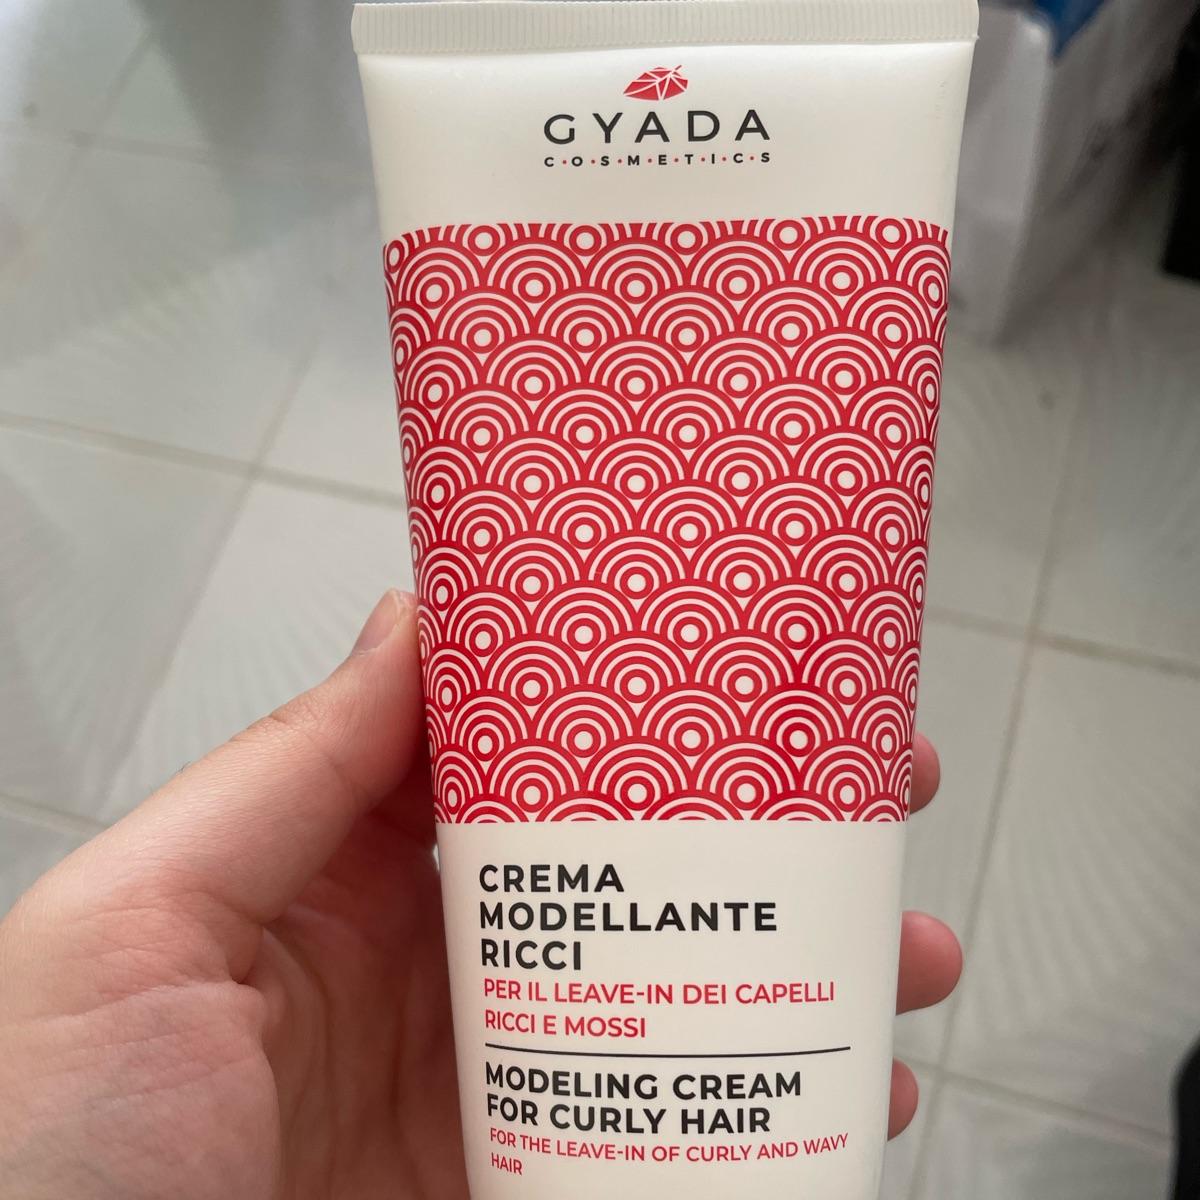 GYADA
C·O·S·M·E·T·I·C·S
CREMA
MODELLANTE
RICCI
PER IL LEAVE-IN DEI CAPELLI
RICCI E MOSSI
MODELING CREAM
FOR CURLY HAIR
FOR THE LEAVE-IN OF CURLY AND WAVY
HAIR